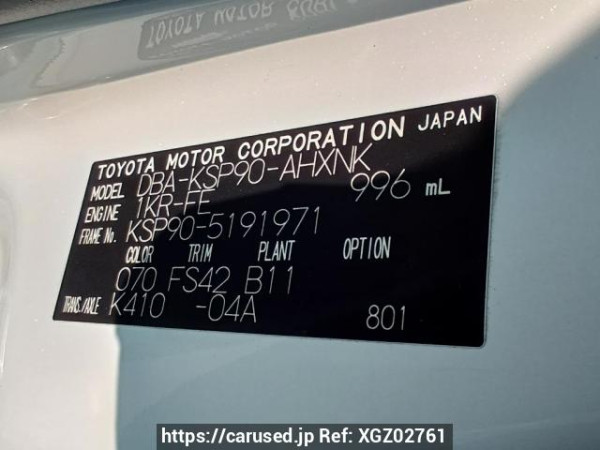 TOYOTA MOTOR CORPORATION JAPAN
MODEL DBA-KSP90-AHXNK
ENGINE 1KR-FE 996 mL
FRAME No. KSP90-5191971
COLOR TRIM PLANT OPTION
070 FS42 B11
TRANS./AXLE K410 -04A 801
https://carused.jp Ref: XGZ02761